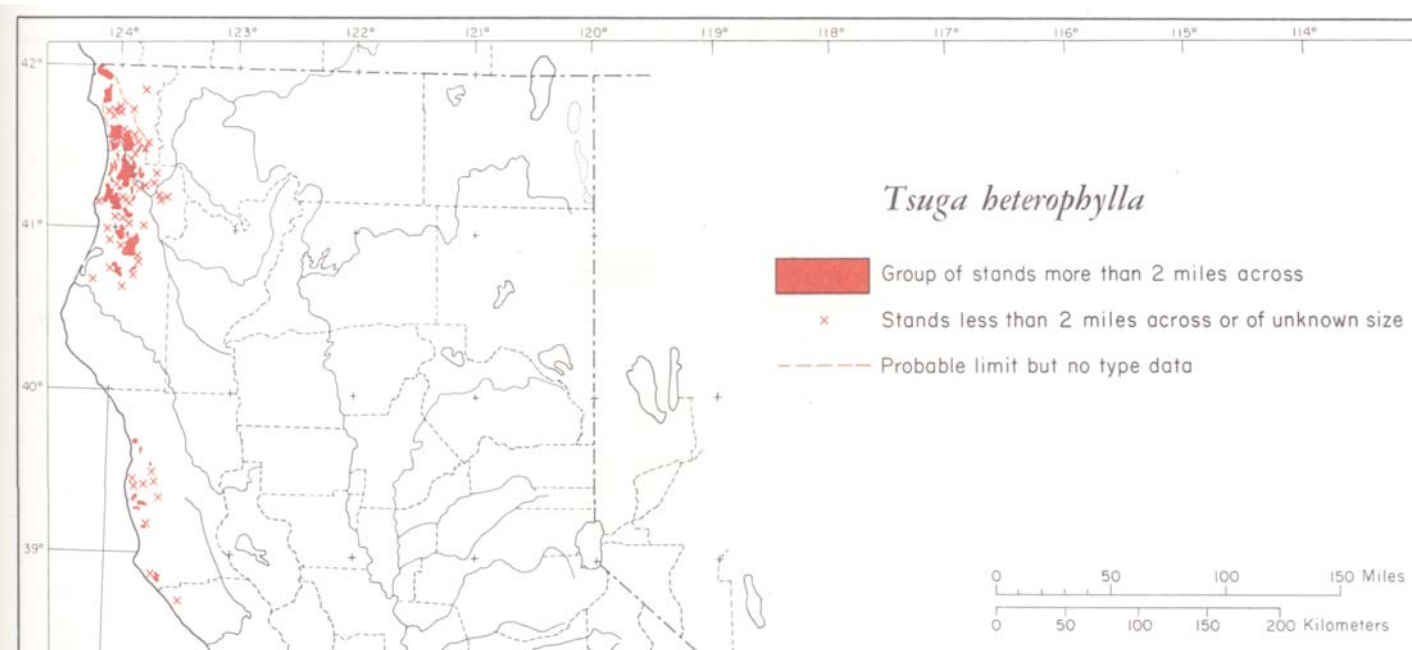 124° 123° 122° 121° 120° 119° 118° 117° 116° 115° 114°
42°
41°
40°
39°
Tsuga heterophylla
Group of stands more than 2 miles across
× Stands less than 2 miles across or of unknown size
Probable limit but no type data
0 50 100 150 Miles
0 50 100 150 200 Kilometers